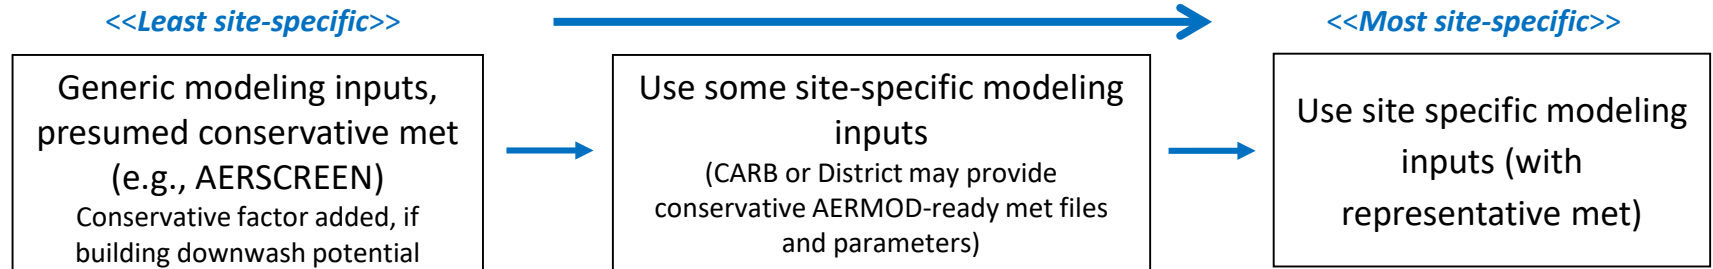 <<Least site-specific>>
<<Most site-specific>>
Generic modeling inputs,
presumed conservative met
(e.g., AERSCREEN)
Conservative factor added, if
building downwash potential
Use some site-specific modeling
inputs
(CARB or District may provide
conservative AERMOD-ready met files
and parameters)
Use site specific modeling
inputs (with
representative met)